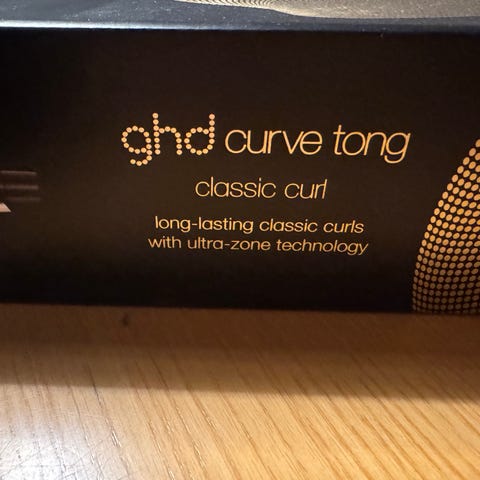 ghd curve tong
classic curl
long-lasting classic curls
with ultra-zone technology